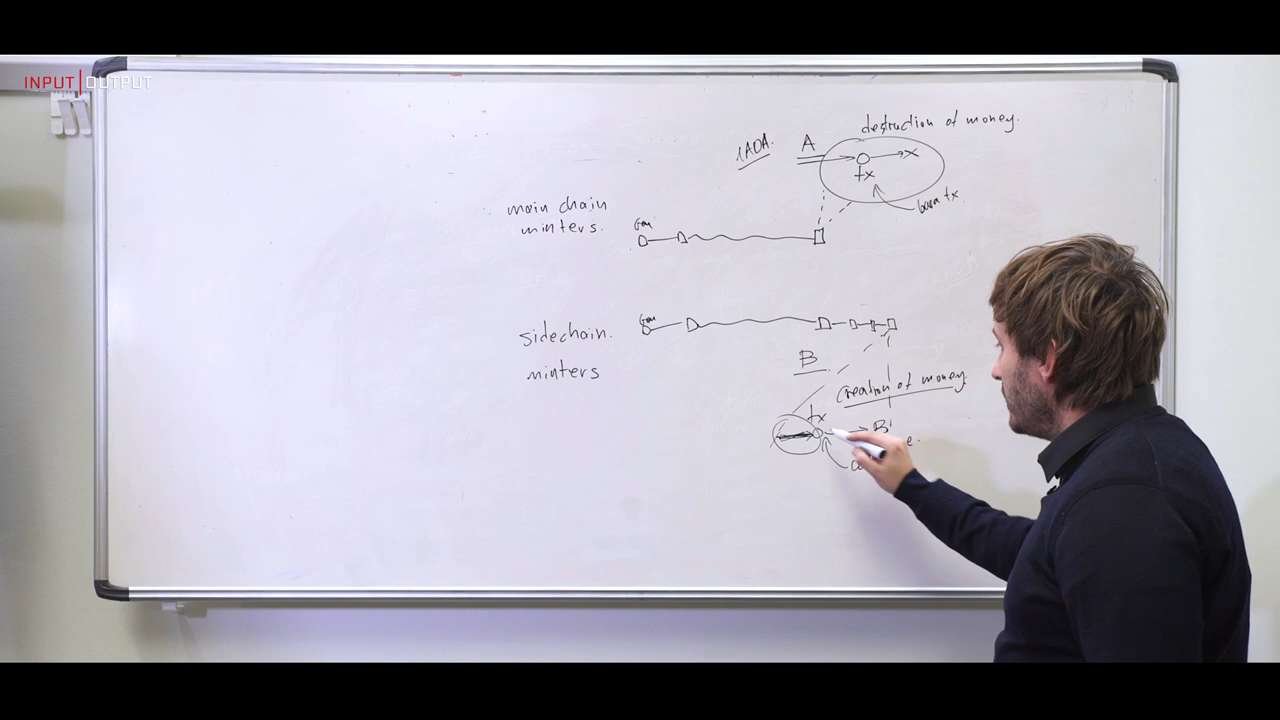 INPUT|OUTPUT
destruction of money.
1ADA.
A
x
tx
burn tx.
main chain
minters.
Gen
Gen
sidechain.
minters
B
creation of money.
tx
B